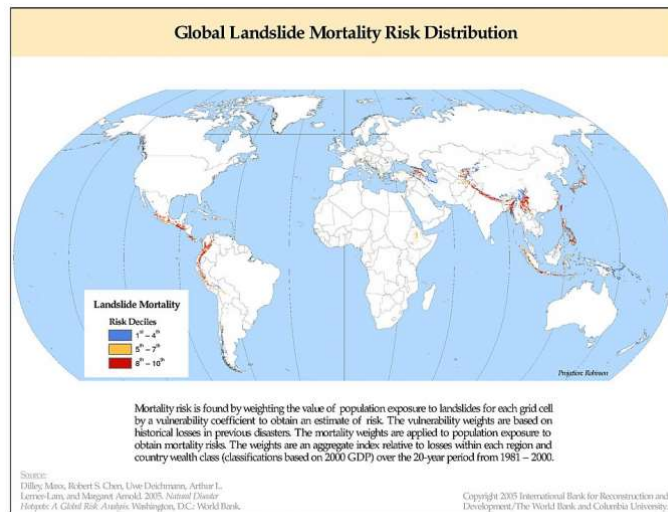 Global Landslide Mortality Risk Distribution
Landslide Mortality
Risk Deciles
1st – 4th
5th – 7th
8th – 10th
Projection: Robinson
Mortality risk is found by weighting the value of population exposure to landslides for each grid cell
by a vulnerability coefficient to obtain an estimate of risk. The vulnerability weights are based on
historical losses in previous disasters. The mortality weights are applied to population exposure to
obtain mortality risks. The weights are an aggregate index relative to losses within each region and
country wealth class (classifications based on 2000 GDP) over the 20-year period from 1981 – 2000.
Source:
Dilley, Maxx, Robert S. Chen, Uwe Deichmann, Arthur L.
Lerner-Lam, and Margaret Arnold. 2005. Natural Disaster
Hotspots: A Global Risk Analysis. Washington, D.C.: World Bank.
Copyright 2005 International Bank for Reconstruction and
Development/The World Bank and Columbia University